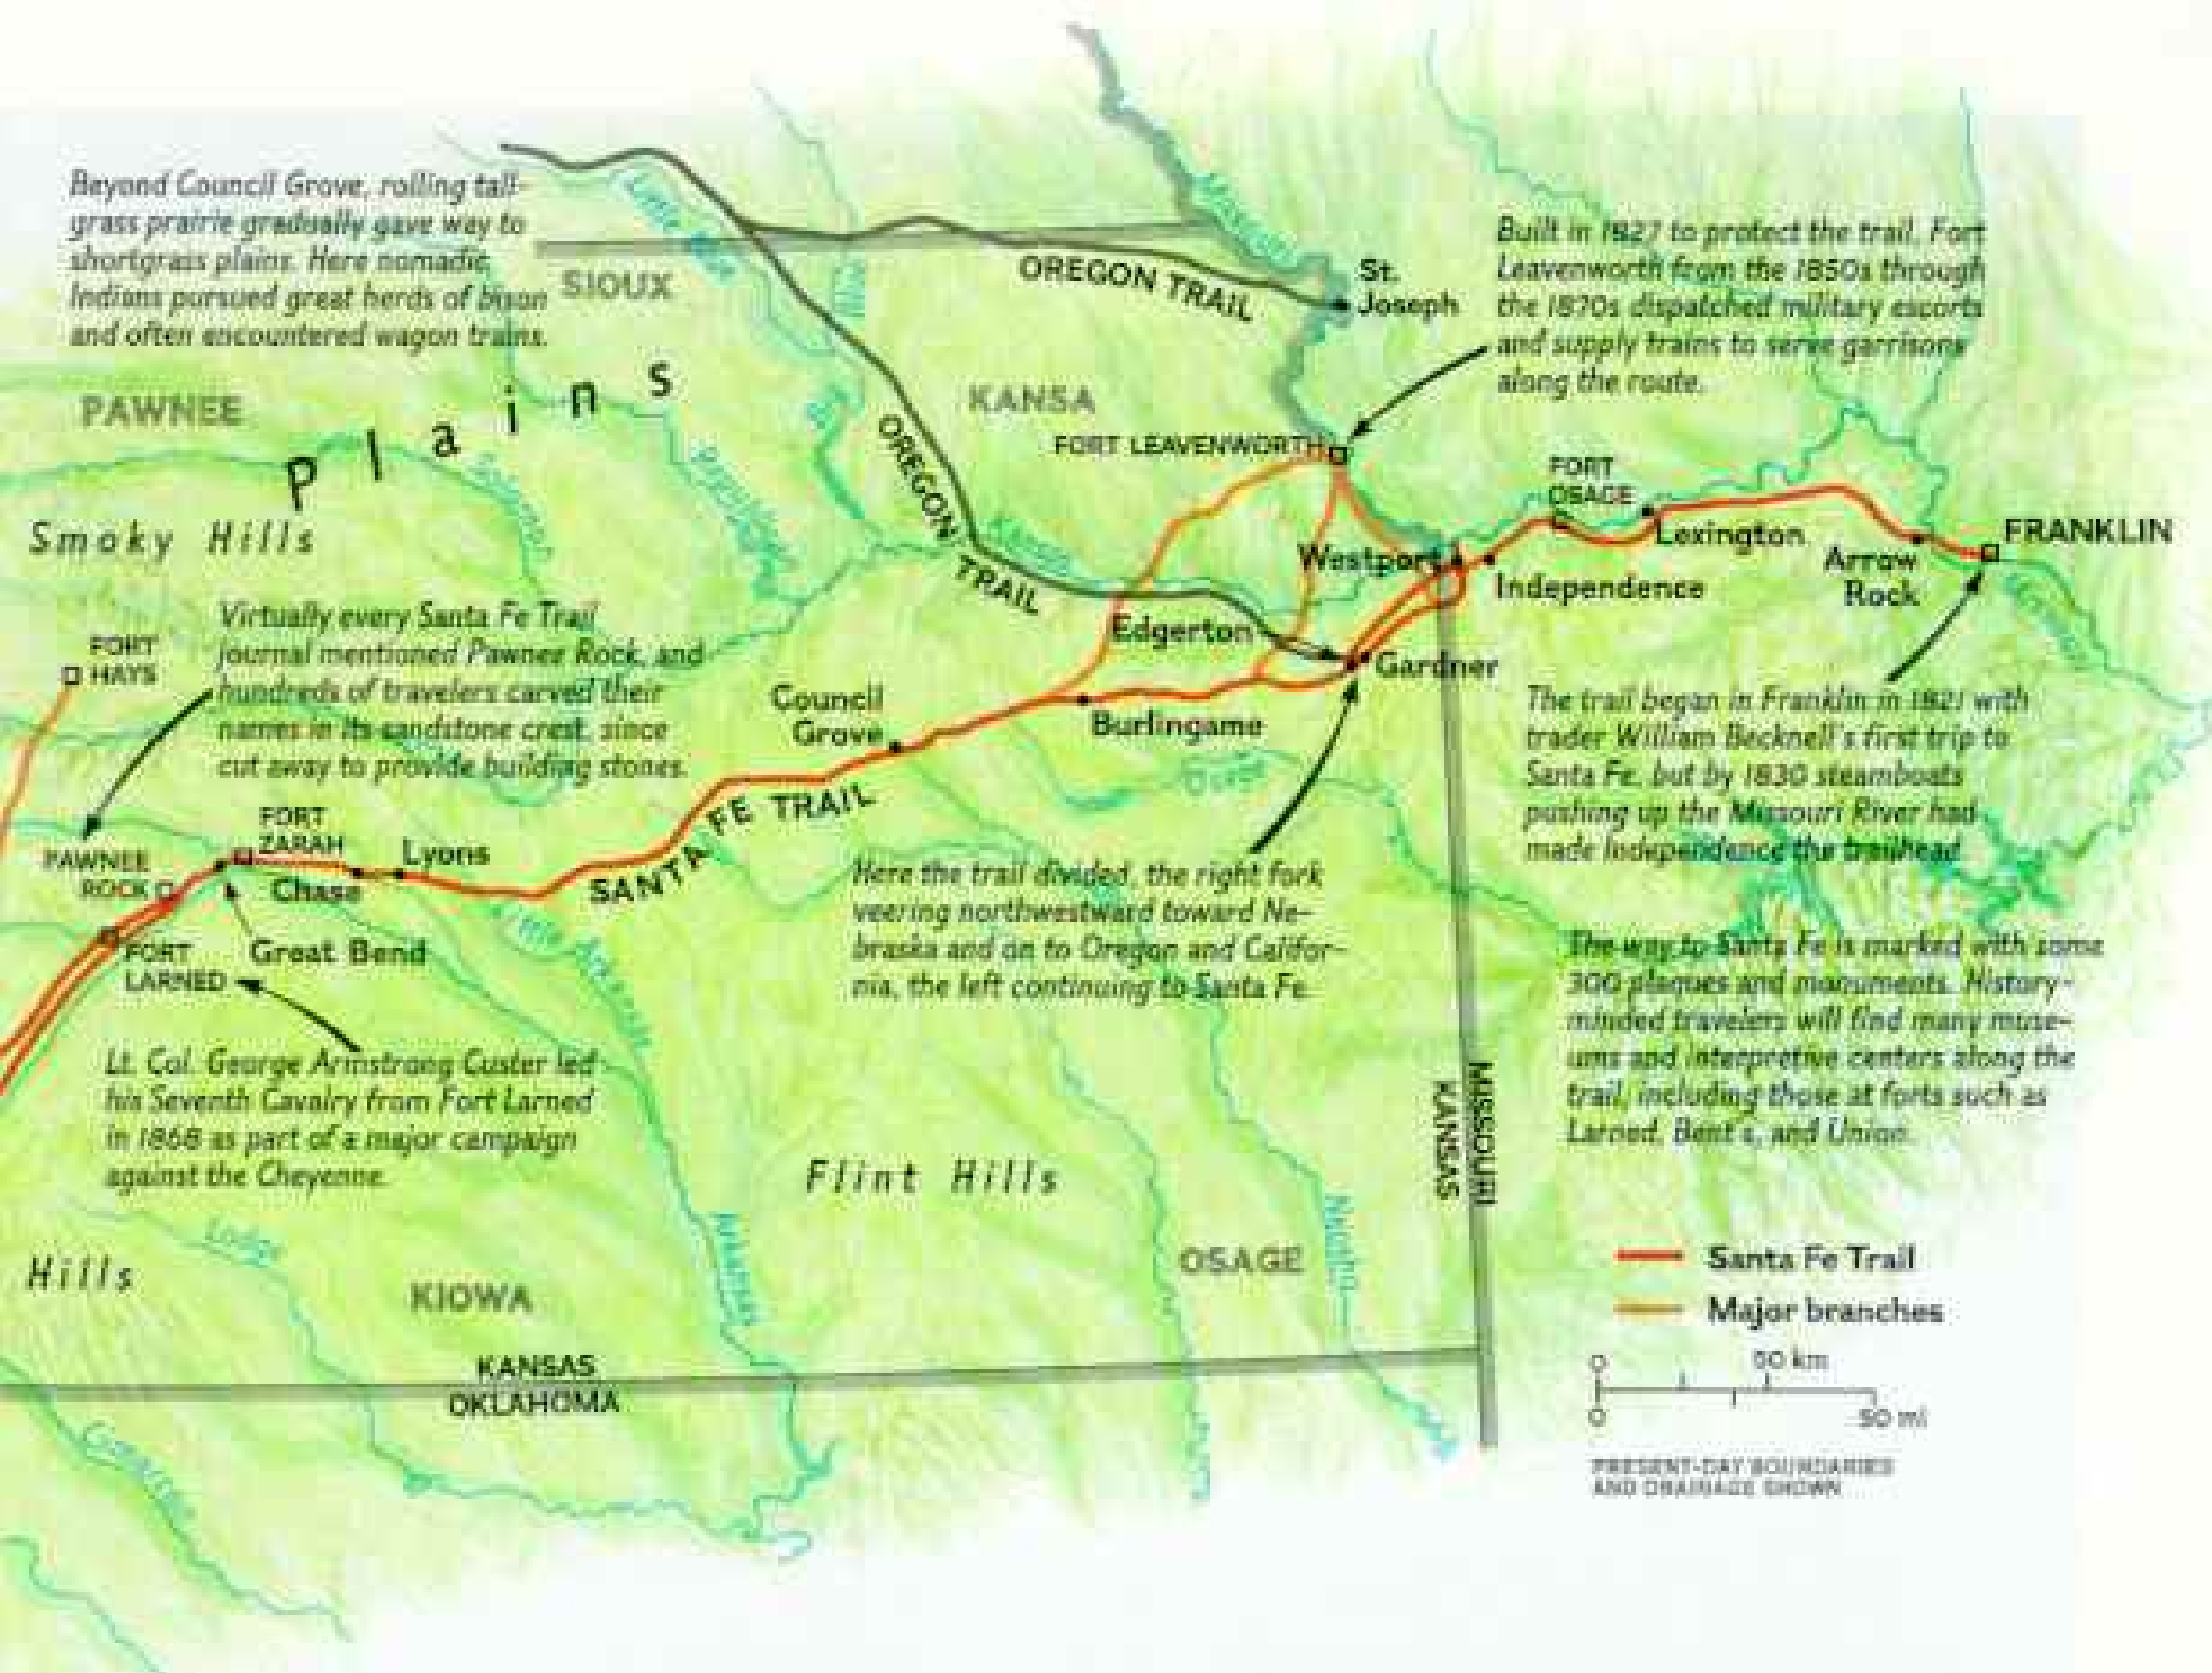 Beyond Council Grove, rolling tall-
grass prairie gradually gave way to
shortgrass plains. Here nomadic
Indians pursued great herds of bison
and often encountered wagon trains.
SIOUX
OREGON TRAIL
St.
Joseph
Built in 1827 to protect the trail, Fort
Leavenworth from the 1850s through
the 1870s dispatched military escorts
and supply trains to serve garrisons
along the route.
PAWNEE
Plains
KANSA
FORT LEAVENWORTH
OREGON TRAIL
Kansas
FORT
OSAGE
Lexington
Arrow
Rock
FRANKLIN
Smoky Hills
Westport
Independence
Edgerton
Gardner
FORT
HAYS
Virtually every Santa Fe Trail
journal mentioned Pawnee Rock, and
hundreds of travelers carved their
names in its sandstone crest, since
cut away to provide building stones.
Council
Grove
Burlingame
The trail began in Franklin in 1821 with
trader William Becknell's first trip to
Santa Fe, but by 1830 steamboats
pushing up the Missouri River had
made Independence the trailhead.
Osage
SANTA FE TRAIL
PAWNEE
ROCK
FORT
ZARAH
Chase
Lyons
Great Bend
FORT
LARNED
Little Arkansas
Here the trail divided, the right fork
veering northwestward toward Ne-
braska and on to Oregon and Califor-
nia, the left continuing to Santa Fe.
The way to Santa Fe is marked with some
300 plaques and monuments. History-
minded travelers will find many muse-
ums and interpretive centers along the
trail, including those at forts such as
Larned, Bent's, and Union.
Lt. Col. George Armstrong Custer led
his Seventh Cavalry from Fort Larned
in 1868 as part of a major campaign
against the Cheyenne.
MISSOURI
KANSAS
Flint Hills
Hills
Lodge
KIOWA
Arkansas
OSAGE
Neosho
KANSAS
OKLAHOMA
Cimarron
Santa Fe Trail
Major branches
0 50 km
0 50 mi
PRESENT-DAY BOUNDARIES
AND DRAINAGE SHOWN